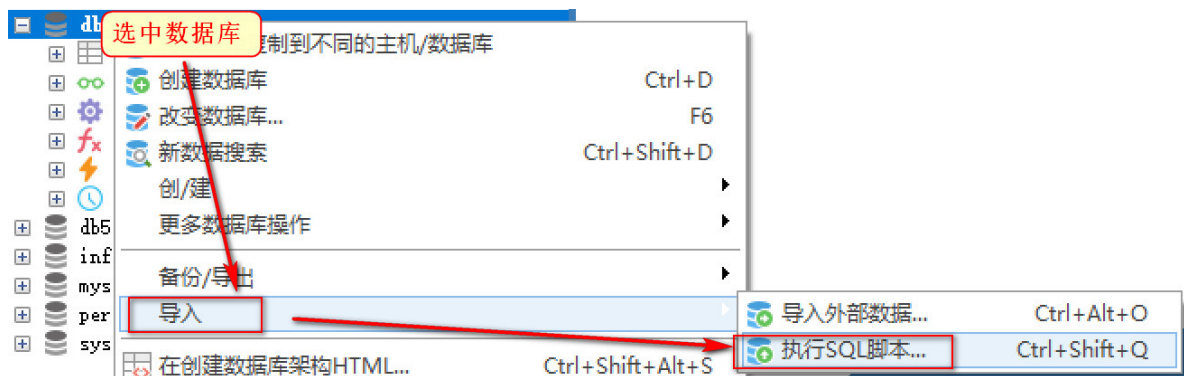 db
选中数据库
制到不同的主机/数据库
创建数据库 Ctrl+D
改变数据库... F6
新数据搜索 Ctrl+Shift+D
创/建
db5 更多数据库操作
inf
mys 备份/导出
per 导入 导入外部数据... Ctrl+Alt+O
sys 执行SQL脚本... Ctrl+Shift+Q
在创建数据库架构HTML... Ctrl+Shift+Alt+S